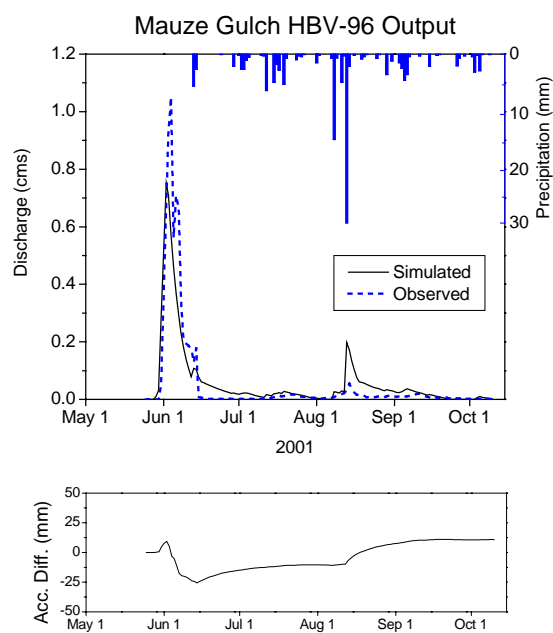 Mauze Gulch HBV-96 Output
1.2
1.0
0.8
0.6
0.4
0.2
0.0
Discharge (cms)
0
10
20
30
Precipitation (mm)
Simulated
Observed
May 1 Jun 1 Jul 1 Aug 1 Sep 1 Oct 1
2001
50
25
0
-25
-50
Acc. Diff. (mm)
May 1 Jun 1 Jul 1 Aug 1 Sep 1 Oct 1